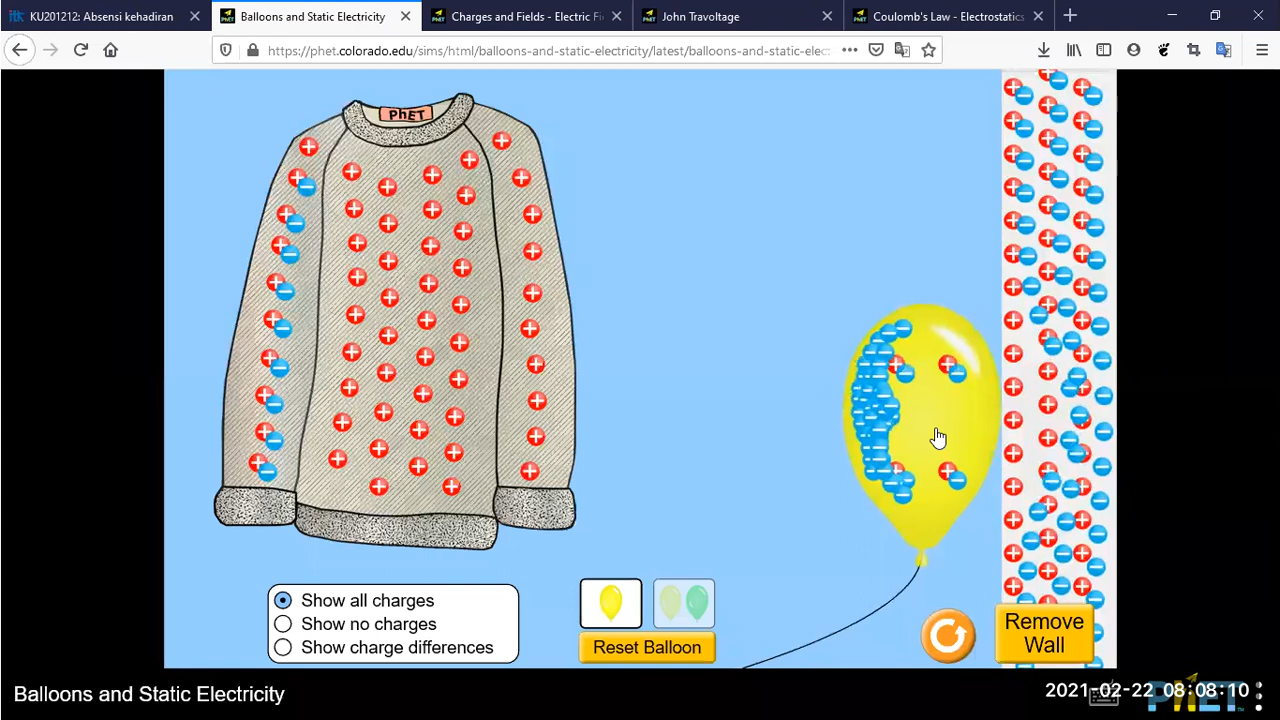 KU201212: Absensi kehadiran
Balloons and Static Electricity
Charges and Fields - Electric Fi
John Travoltage
Coulomb's Law - Electrostatics
https://phet.colorado.edu/sims/html/balloons-and-static-electricity/latest/balloons-and-static-elec
PhET
Show all charges
Show no charges
Show charge differences
Reset Balloon
Remove
Wall
Balloons and Static Electricity
2021-02-22 08:08:10
PhET